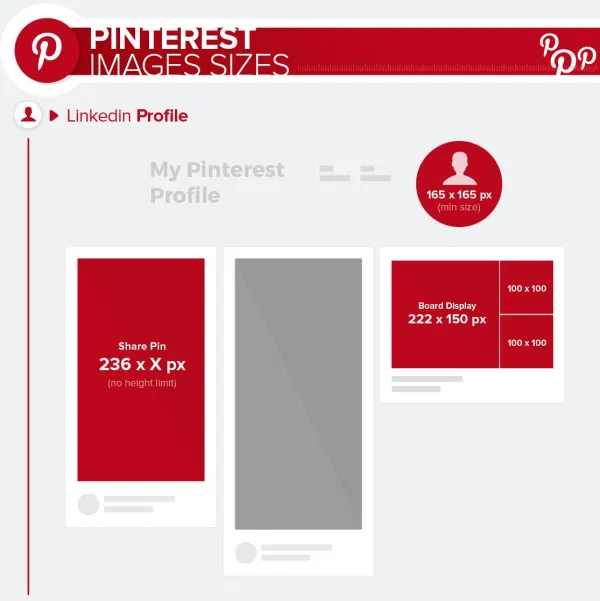 PINTEREST
IMAGES SIZES
Linkedin Profile
My Pinterest
Profile
165 x 165 px
(min size)
Share Pin
236 x X px
(no height limit)
Board Display
222 x 150 px
100 x 100
100 x 100